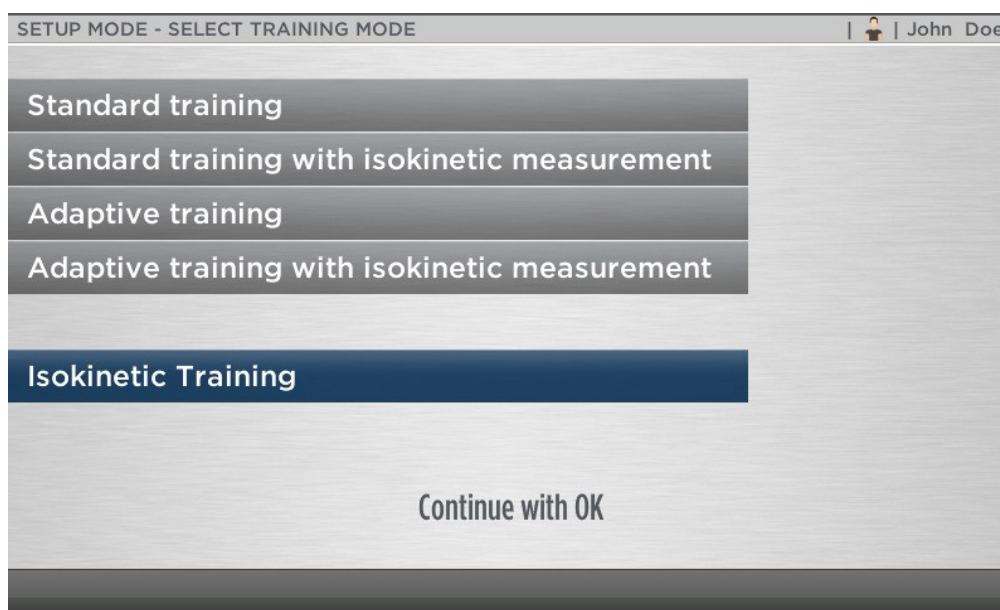 SETUP MODE - SELECT TRAINING MODE | | John Doe
Standard training
Standard training with isokinetic measurement
Adaptive training
Adaptive training with isokinetic measurement
Isokinetic Training
Continue with OK